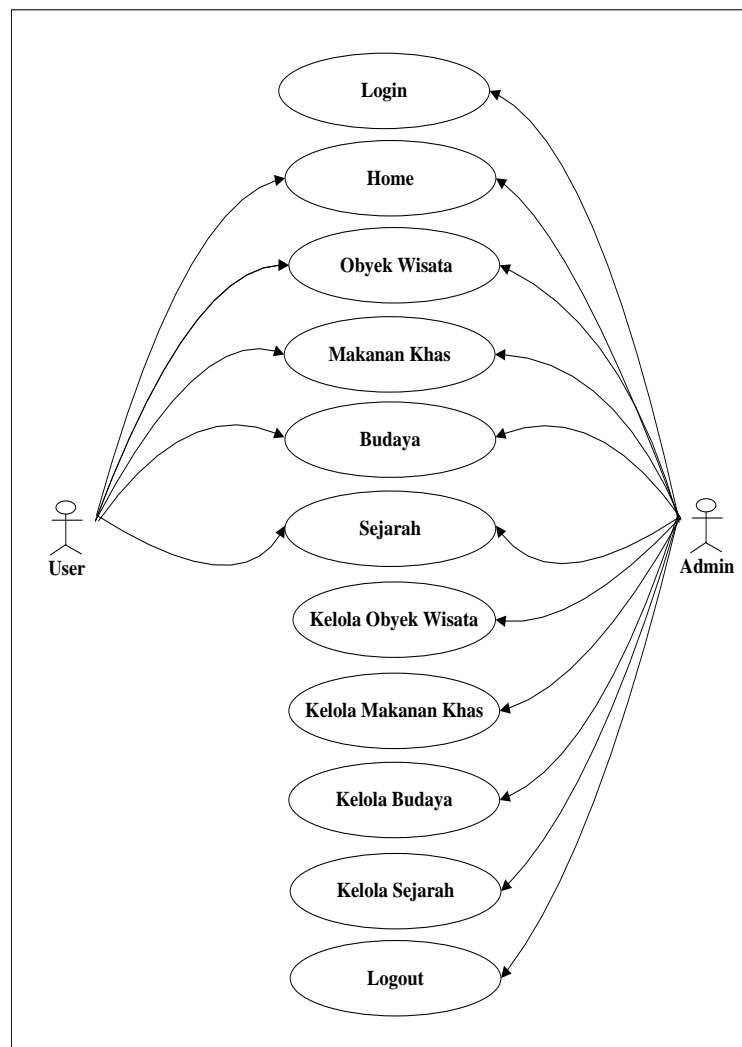 Login
Home
Obyek Wisata
Makanan Khas
Budaya
Sejarah
User
Admin
Kelola Obyek Wisata
Kelola Makanan Khas
Kelola Budaya
Kelola Sejarah
Logout